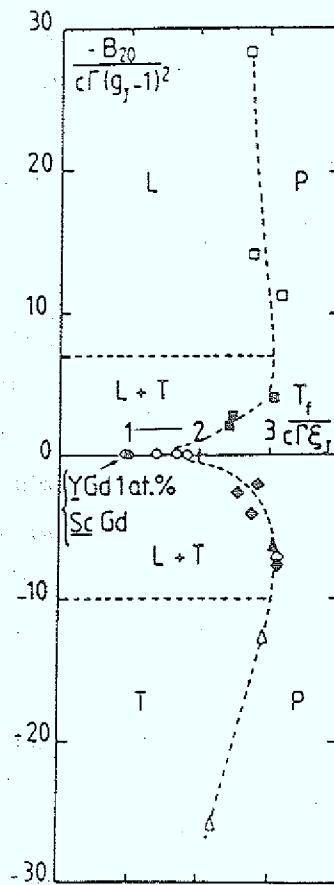 30
- B20
cΓ(gJ-1)²
20
L
P
10
L + T
Tf
1
2
3
cΓξJ
0
YGd 1at.%
Sc Gd
L + T
-10
T
P
-20
-30